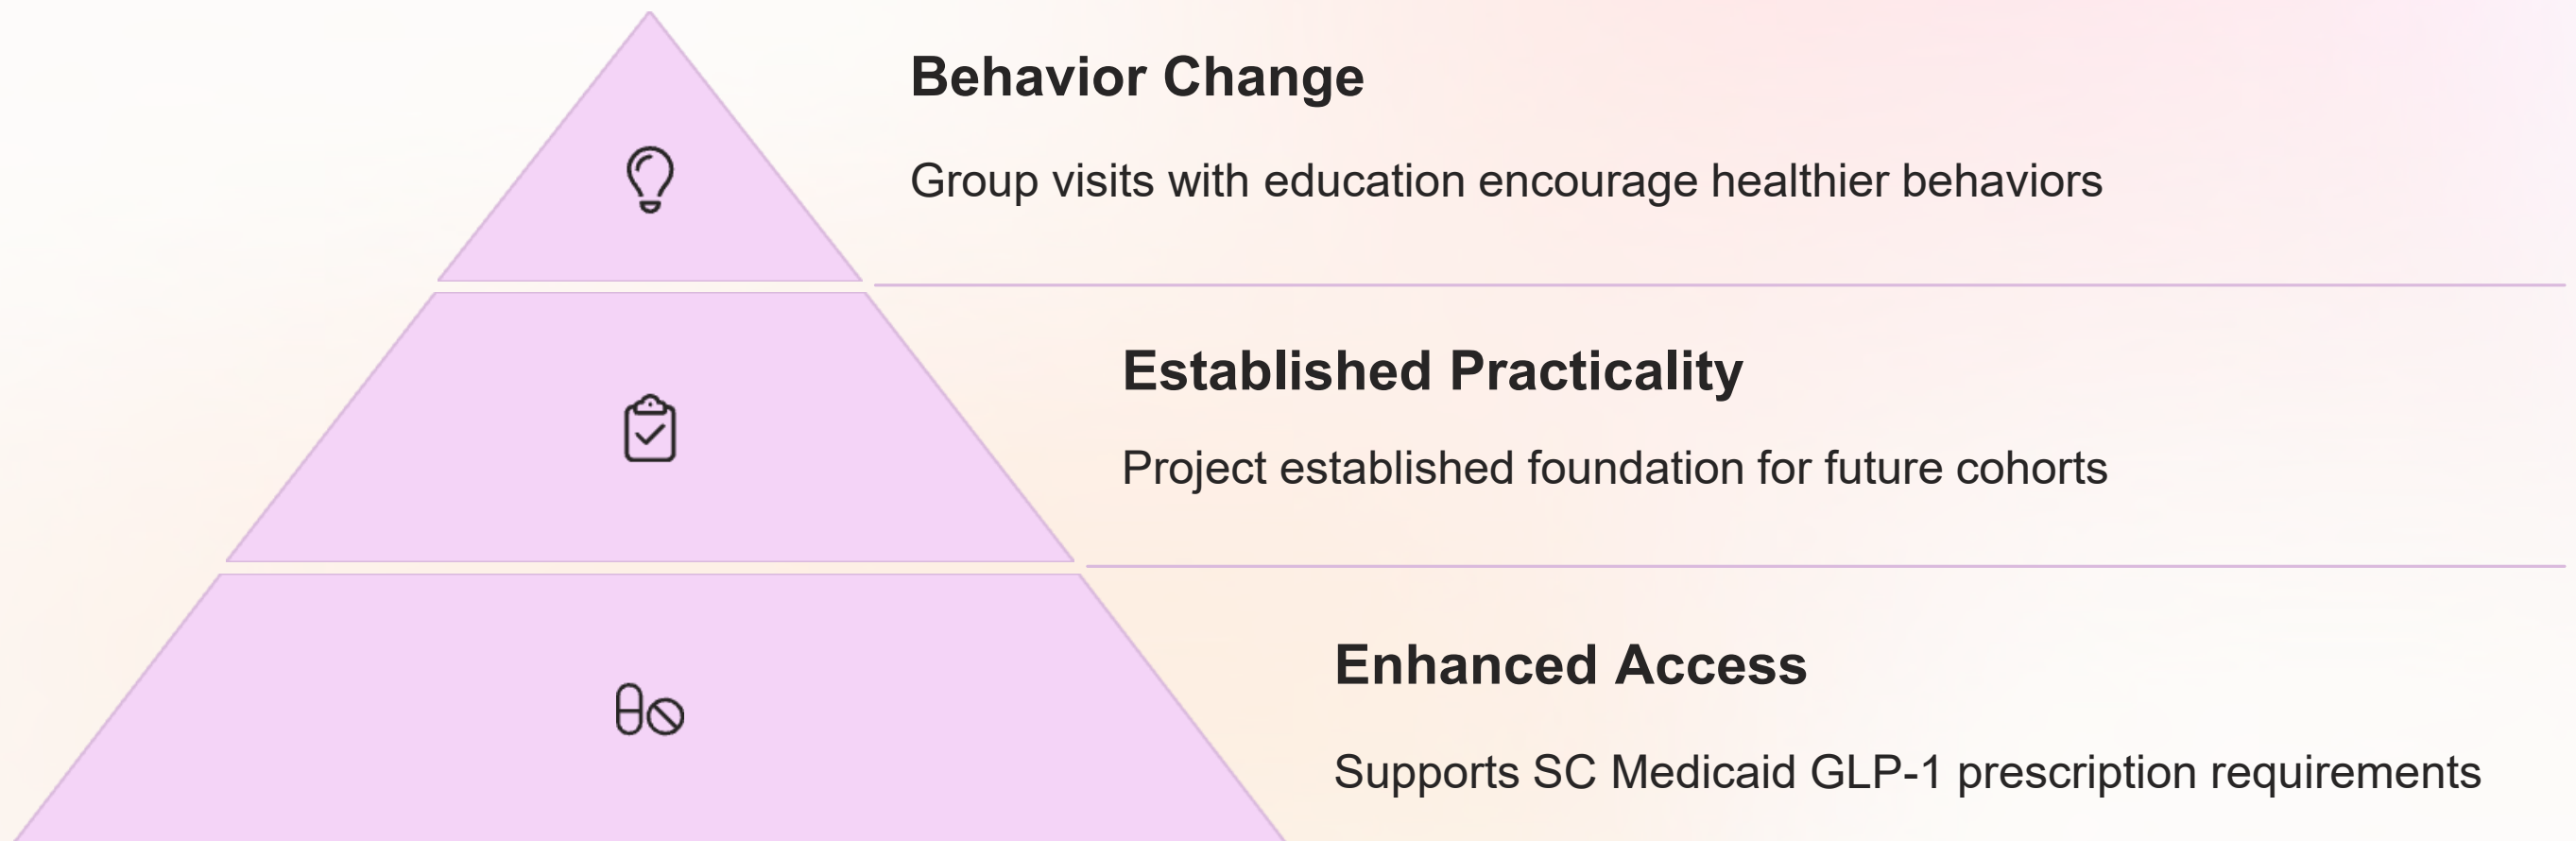 Behavior Change
Group visits with education encourage healthier behaviors
Established Practicality
Project established foundation for future cohorts
Enhanced Access
Supports SC Medicaid GLP-1 prescription requirements